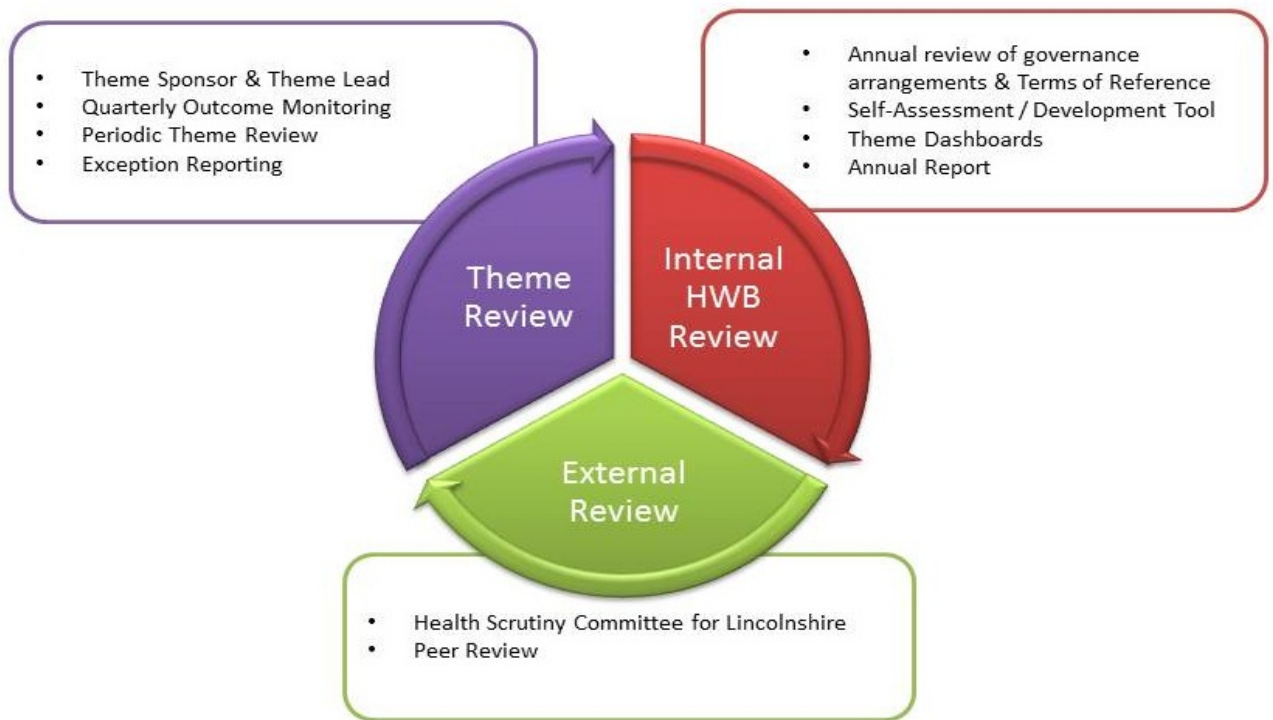 • Theme Sponsor & Theme Lead
• Quarterly Outcome Monitoring
• Periodic Theme Review
• Exception Reporting
• Annual review of governance
arrangements & Terms of Reference
• Self-Assessment / Development Tool
• Theme Dashboards
• Annual Report
Theme
Review
Internal
HWB
Review
External
Review
• Health Scrutiny Committee for Lincolnshire
• Peer Review